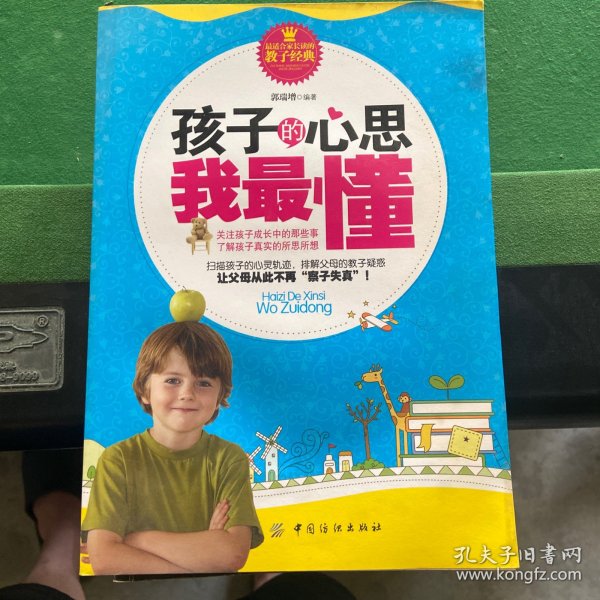 最适合家长读的
教子经典
郭瑞增◎编著
孩子的心思
我最懂
关注孩子成长中的那些事
了解孩子真实的所思所想
扫描孩子的心灵轨迹，排解父母的教子疑惑
让父母从此不再“察子失真”！
Haizi De Xinsi
Wo Zuidong
中国纺织出版社
孔夫子旧书网
www.kongfz.com